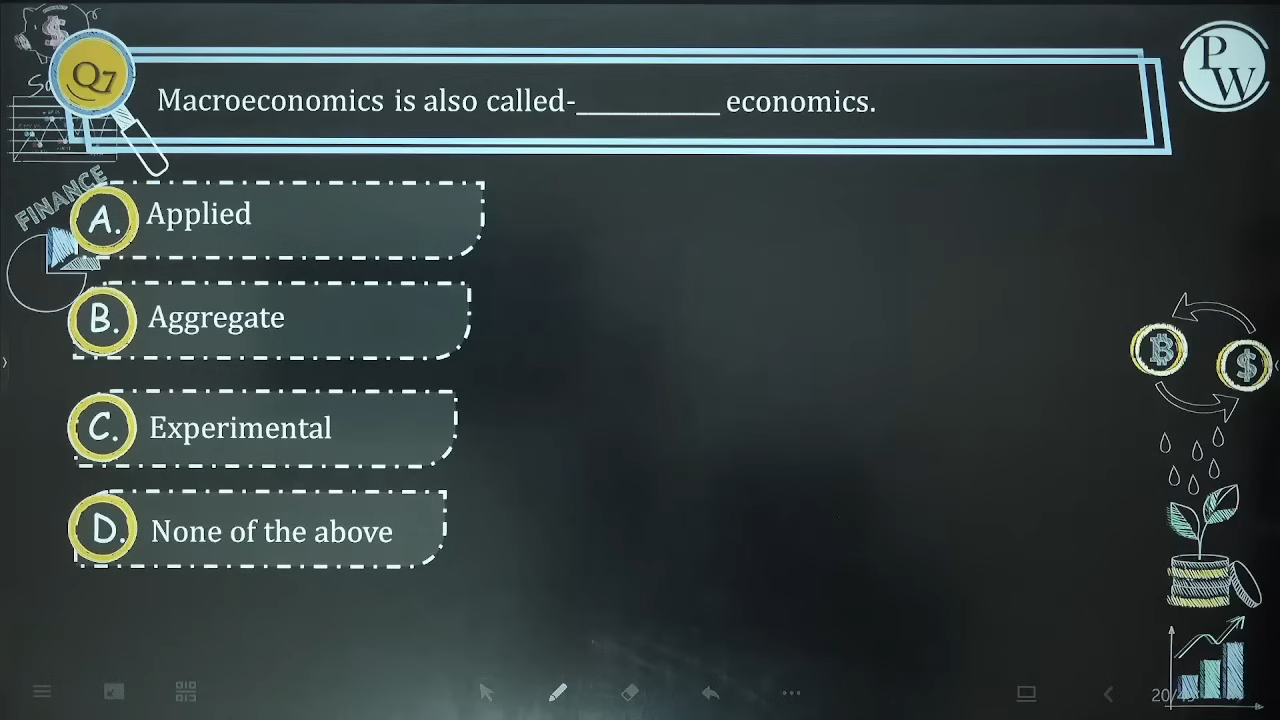 Q7
Macroeconomics is also called-__________ economics.
PW
FINANCE
A. Applied
B. Aggregate
C. Experimental
D. None of the above